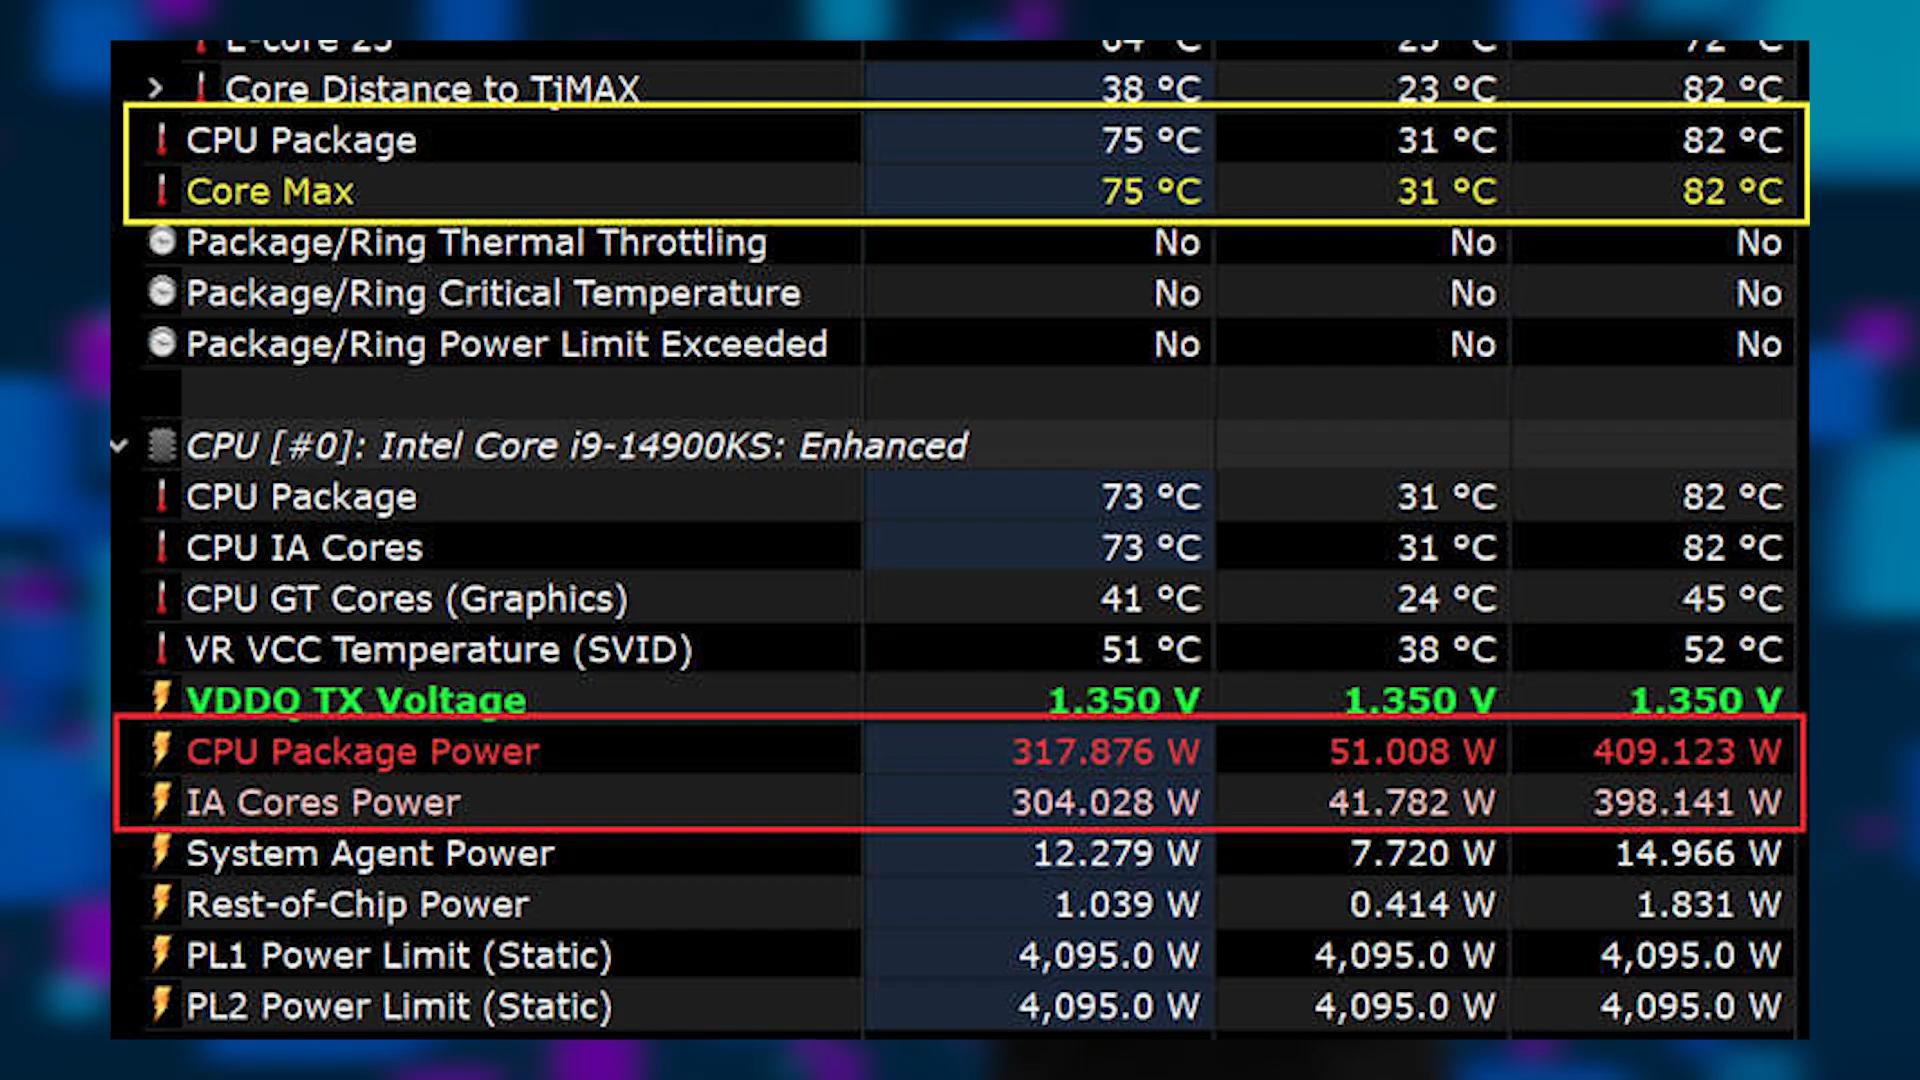 E-core 23 64 °C 23 °C 72 °C
Core Distance to TjMAX 38 °C 23 °C 82 °C
CPU Package 75 °C 31 °C 82 °C
Core Max 75 °C 31 °C 82 °C
Package/Ring Thermal Throttling No No No
Package/Ring Critical Temperature No No No
Package/Ring Power Limit Exceeded No No No
CPU [#0]: Intel Core i9-14900KS: Enhanced
CPU Package 73 °C 31 °C 82 °C
CPU IA Cores 73 °C 31 °C 82 °C
CPU GT Cores (Graphics) 41 °C 24 °C 45 °C
VR VCC Temperature (SVID) 51 °C 38 °C 52 °C
VDDQ TX Voltage 1.350 V 1.350 V 1.350 V
CPU Package Power 317.876 W 51.008 W 409.123 W
IA Cores Power 304.028 W 41.782 W 398.141 W
System Agent Power 12.279 W 7.720 W 14.966 W
Rest-of-Chip Power 1.039 W 0.414 W 1.831 W
PL1 Power Limit (Static) 4,095.0 W 4,095.0 W 4,095.0 W
PL2 Power Limit (Static) 4,095.0 W 4,095.0 W 4,095.0 W